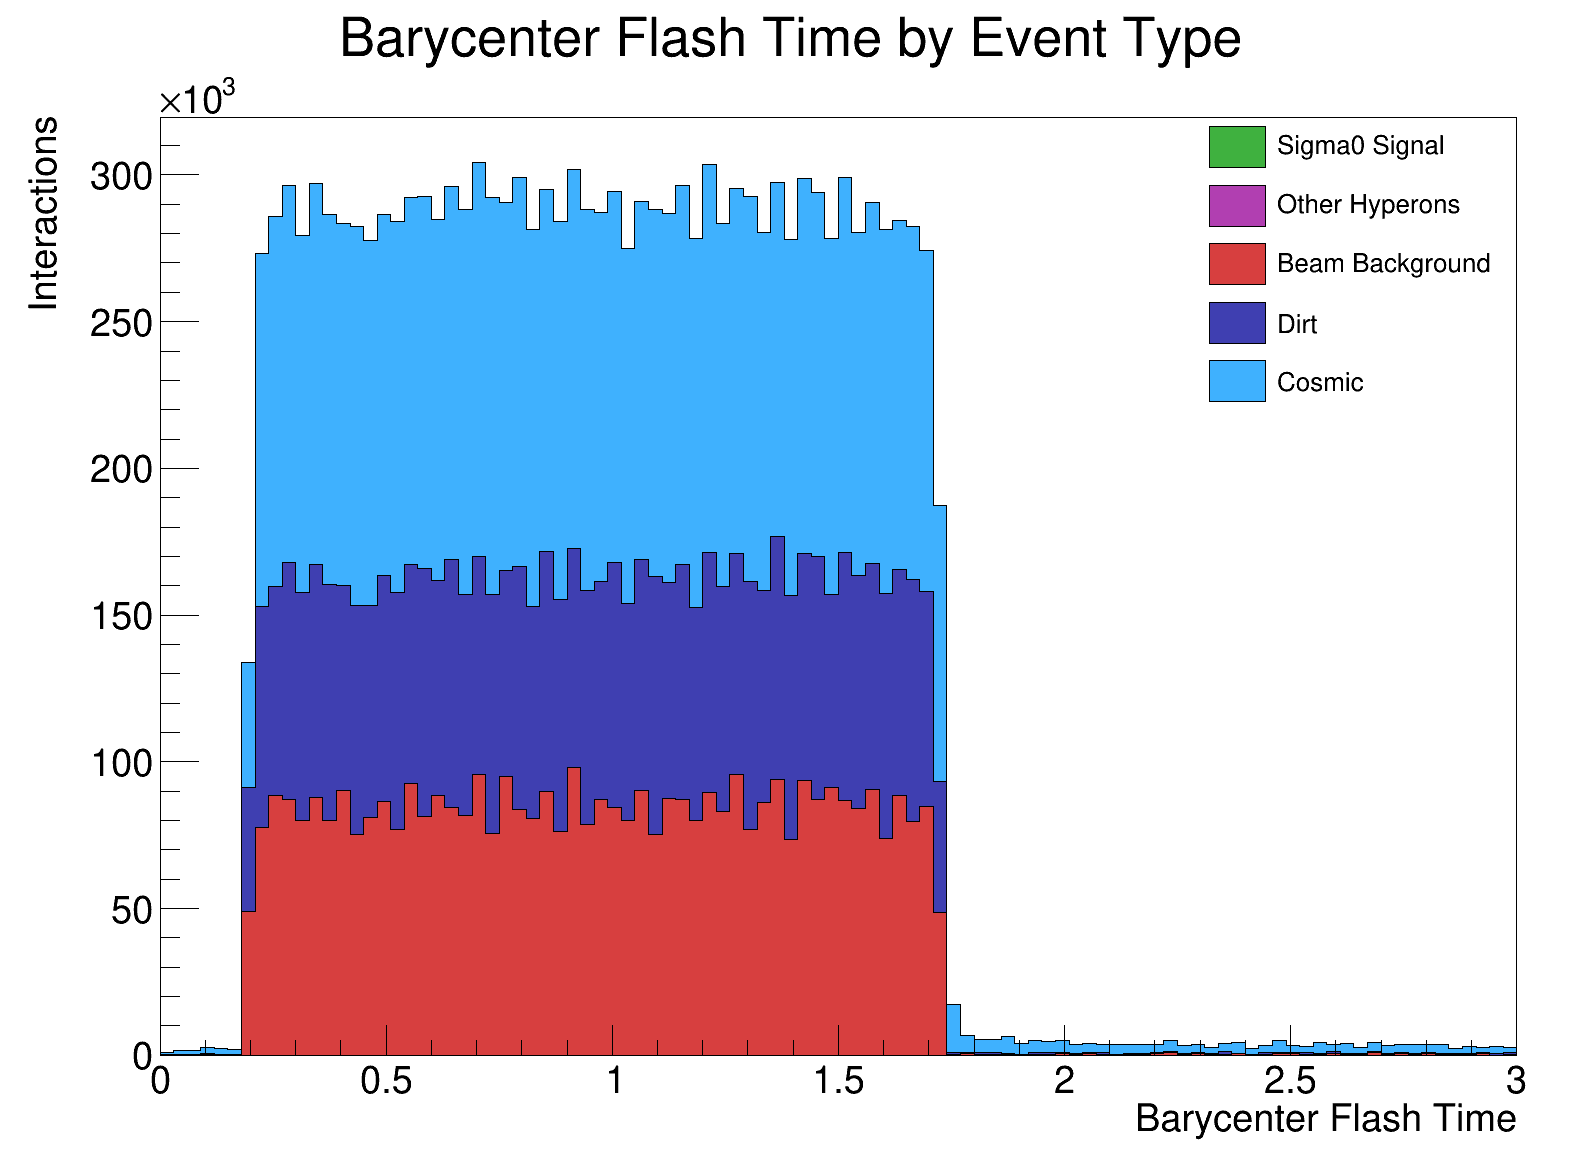 Barycenter Flash Time by Event Type
×10³
Interactions
300
250
200
150
100
50
0
Sigma0 Signal
Other Hyperons
Beam Background
Dirt
Cosmic
0 0.5 1 1.5 2 2.5 3
Barycenter Flash Time